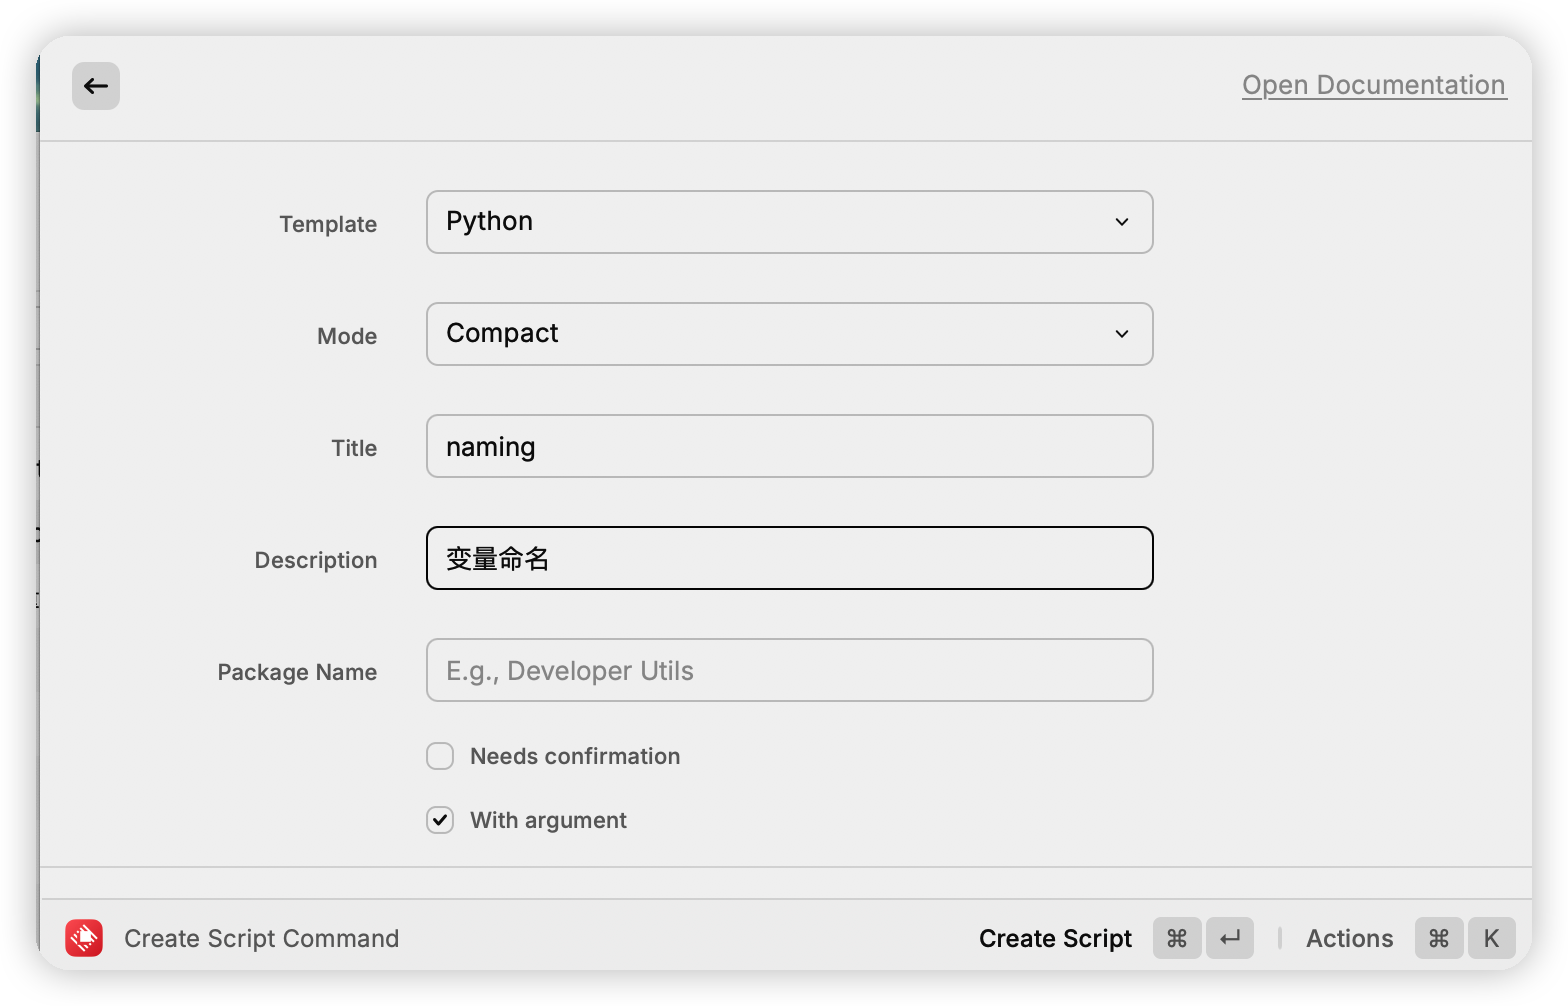 Open Documentation
Template
Python
Mode
Compact
Title
naming
Description
变量命名
Package Name
E.g., Developer Utils
Needs confirmation
With argument
Create Script Command
Create Script ⌘ ↵ | Actions ⌘ K